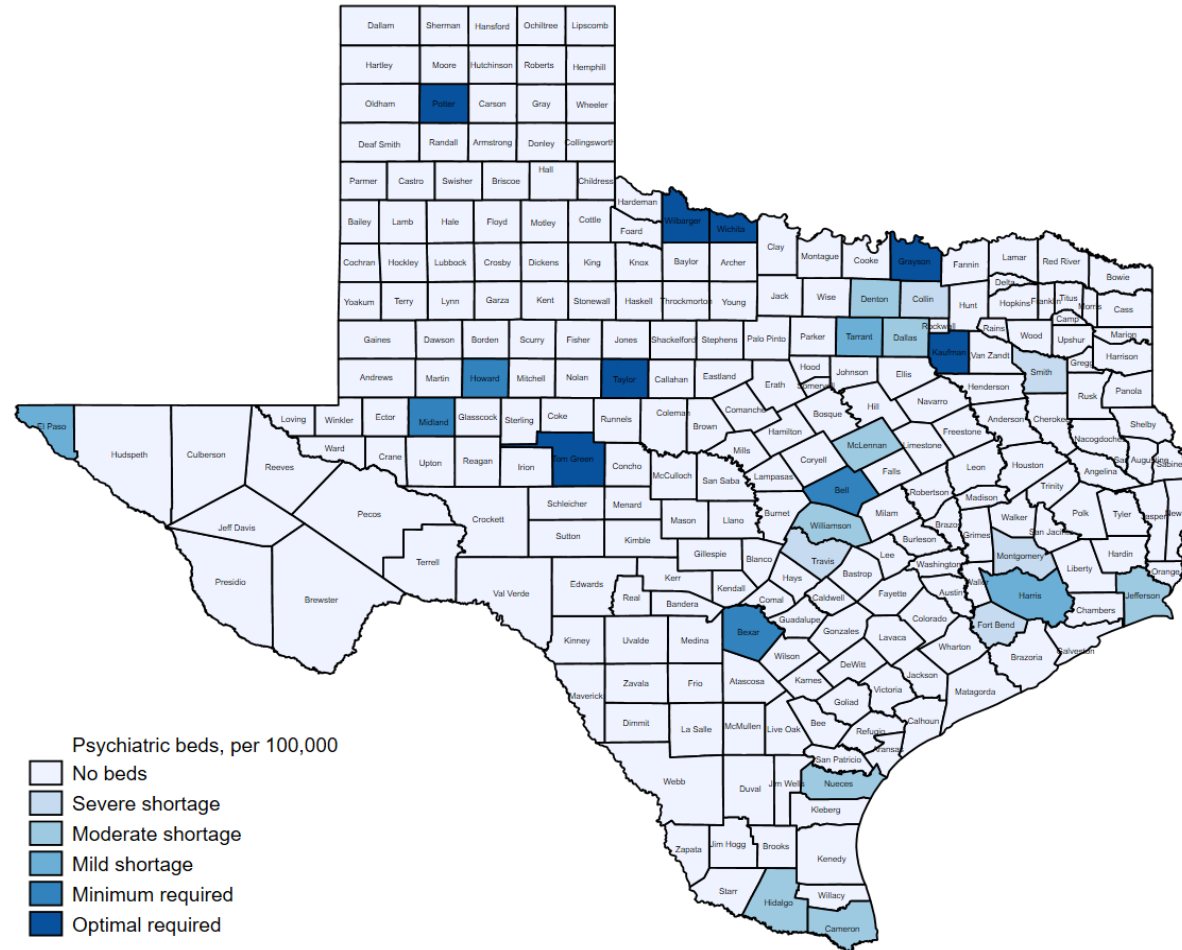 Dallam Sherman Hansford Ochiltree Lipscomb
Hartley Moore Hutchinson Roberts Hemphill
Oldham Potter Carson Gray Wheeler
Deaf Smith Randall Armstrong Donley Collingsworth
Parmer Castro Swisher Briscoe Hall Childress
Hardeman
Bailey Lamb Hale Floyd Motley Cottle Foard Wilbarger Wichita
Clay Montague Cooke Grayson Fannin Lamar Red River Bowie
Cochran Hockley Lubbock Crosby Dickens King Knox Baylor Archer
Delta
Yoakum Terry Lynn Garza Kent Stonewall Haskell Throckmorton Young Jack Wise Denton Collin Hunt Hopkins Franklin Titus Morris Cass
Camp
Gaines Dawson Borden Scurry Fisher Jones Shackelford Stephens Palo Pinto Parker Tarrant Dallas Rockwall Rains Wood Upshur Marion
Kaufman Van Zandt Smith Gregg Harrison
Andrews Martin Howard Mitchell Nolan Taylor Callahan Eastland Erath Hood Somervell Johnson Ellis Henderson Rusk Panola
El Paso Hudspeth Culberson Reeves Loving Winkler Ector Midland Glasscock Sterling Coke Runnels Coleman Brown Comanche Bosque Hill Navarro Anderson Cherokee Shelby
Hamilton McLennan Limestone Freestone Nacogdoches San Augustine Sabine
Ward Crane Upton Reagan Irion Tom Green Concho McCulloch San Saba Mills Lampasas Coryell Falls Leon Houston Angelina
Jeff Davis Pecos Crockett Schleicher Menard Mason Llano Burnet Bell Milam Robertson Madison Trinity Polk Tyler Jasper
Terrell Sutton Kimble Gillespie Blanco Williamson Travis Lee Burleson Brazos Grimes Walker San Jacinto Hardin
Presidio Brewster Val Verde Edwards Kerr Kendall Hays Bastrop Washington Montgomery Liberty Orange
Real Bandera Comal Caldwell Fayette Austin Waller Harris Chambers Jefferson
Kinney Uvalde Medina Bexar Guadalupe Gonzales Lavaca Colorado Fort Bend Galveston
Wilson Wharton Brazoria
Maverick Zavala Frio Atascosa Karnes DeWitt Jackson Matagorda
Dimmit La Salle McMullen Live Oak Bee Goliad Victoria Calhoun
Refugio Aransas
San Patricio
Webb Duval Jim Wells Nueces
Kleberg
Zapata Jim Hogg Brooks Kenedy
Starr Hidalgo Willacy
Cameron
Psychiatric beds, per 100,000
No beds
Severe shortage
Moderate shortage
Mild shortage
Minimum required
Optimal required